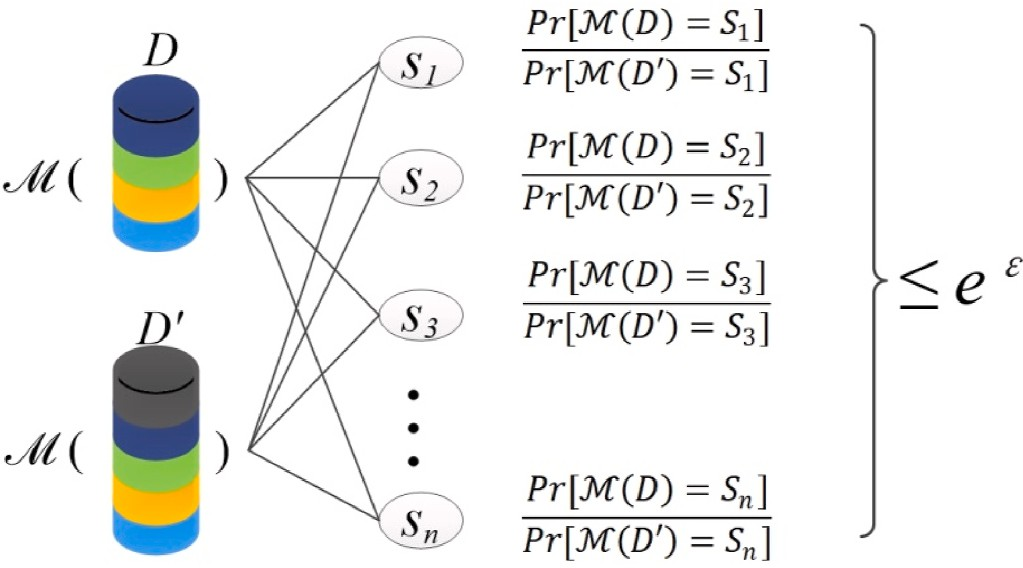 D
ℳ( )
D′
ℳ( )
S1
S2
S3
Sn
Pr[ℳ(D) = S1]
Pr[ℳ(D′) = S1]
Pr[ℳ(D) = S2]
Pr[ℳ(D′) = S2]
Pr[ℳ(D) = S3]
Pr[ℳ(D′) = S3]
Pr[ℳ(D) = Sn]
Pr[ℳ(D′) = Sn]
≤ e^ε